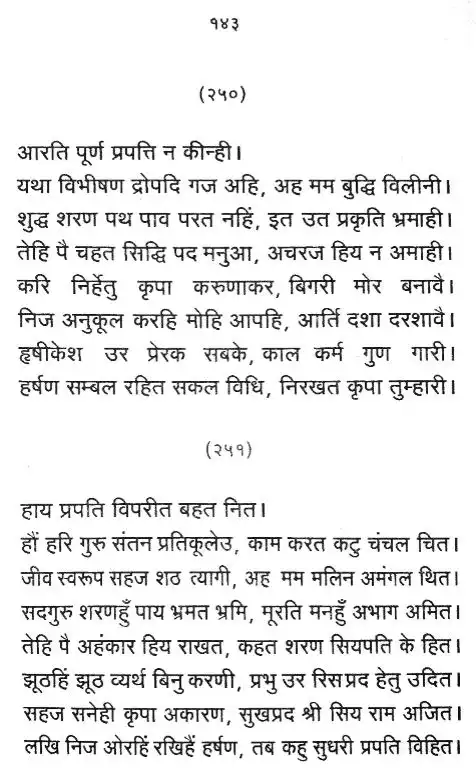 १४३
(२५०)
आरति पूर्ण प्रपत्ति न कीन्ही।
यथा विभीषण द्रोपदि गज अहि, अह मम बुद्धि विलीनी।
शुद्ध शरण पथ पाव परत नहिं, इत उत प्रकृति भ्रमाही।
तेहि पै चहत सिद्धि पद मनुआ, अचरज हिय न अमाही।
करि निर्हेतु कृपा करुणाकर, बिगरी मोर बनावै।
निज अनुकूल करहि मोहि आपहि, आर्ति दशा दरशावै।
हृषीकेश उर प्रेरक सबके, काल कर्म गुण गारी।
हर्षण सम्बल रहित सकल विधि, निरखत कृपा तुम्हारी।
(२५१)
हाय प्रपति विपरीत बहत नित।
हौं हरि गुरु संतन प्रतिकूलेउ, काम करत कटु चंचल चित।
जीव स्वरूप सहज शठ त्यागी, अह मम मलिन अमंगल थित।
सदगुरु शरणहुँ पाय भ्रमत भ्रमि, मूरति मनहुँ अभाग अमित।
तेहि पै अहंकार हिय राखत, कहत शरण सियपति के हित।
झूठहिं झूठ व्यर्थ बिनु करणी, प्रभु उर रिसप्रद हेतु उदित।
सहज सनेही कृपा अकारण, सुखप्रद श्री सिय राम अजित।
लखि निज ओरहिं रखिहैं हर्षण, तब कहु सुधरी प्रपति विहित।